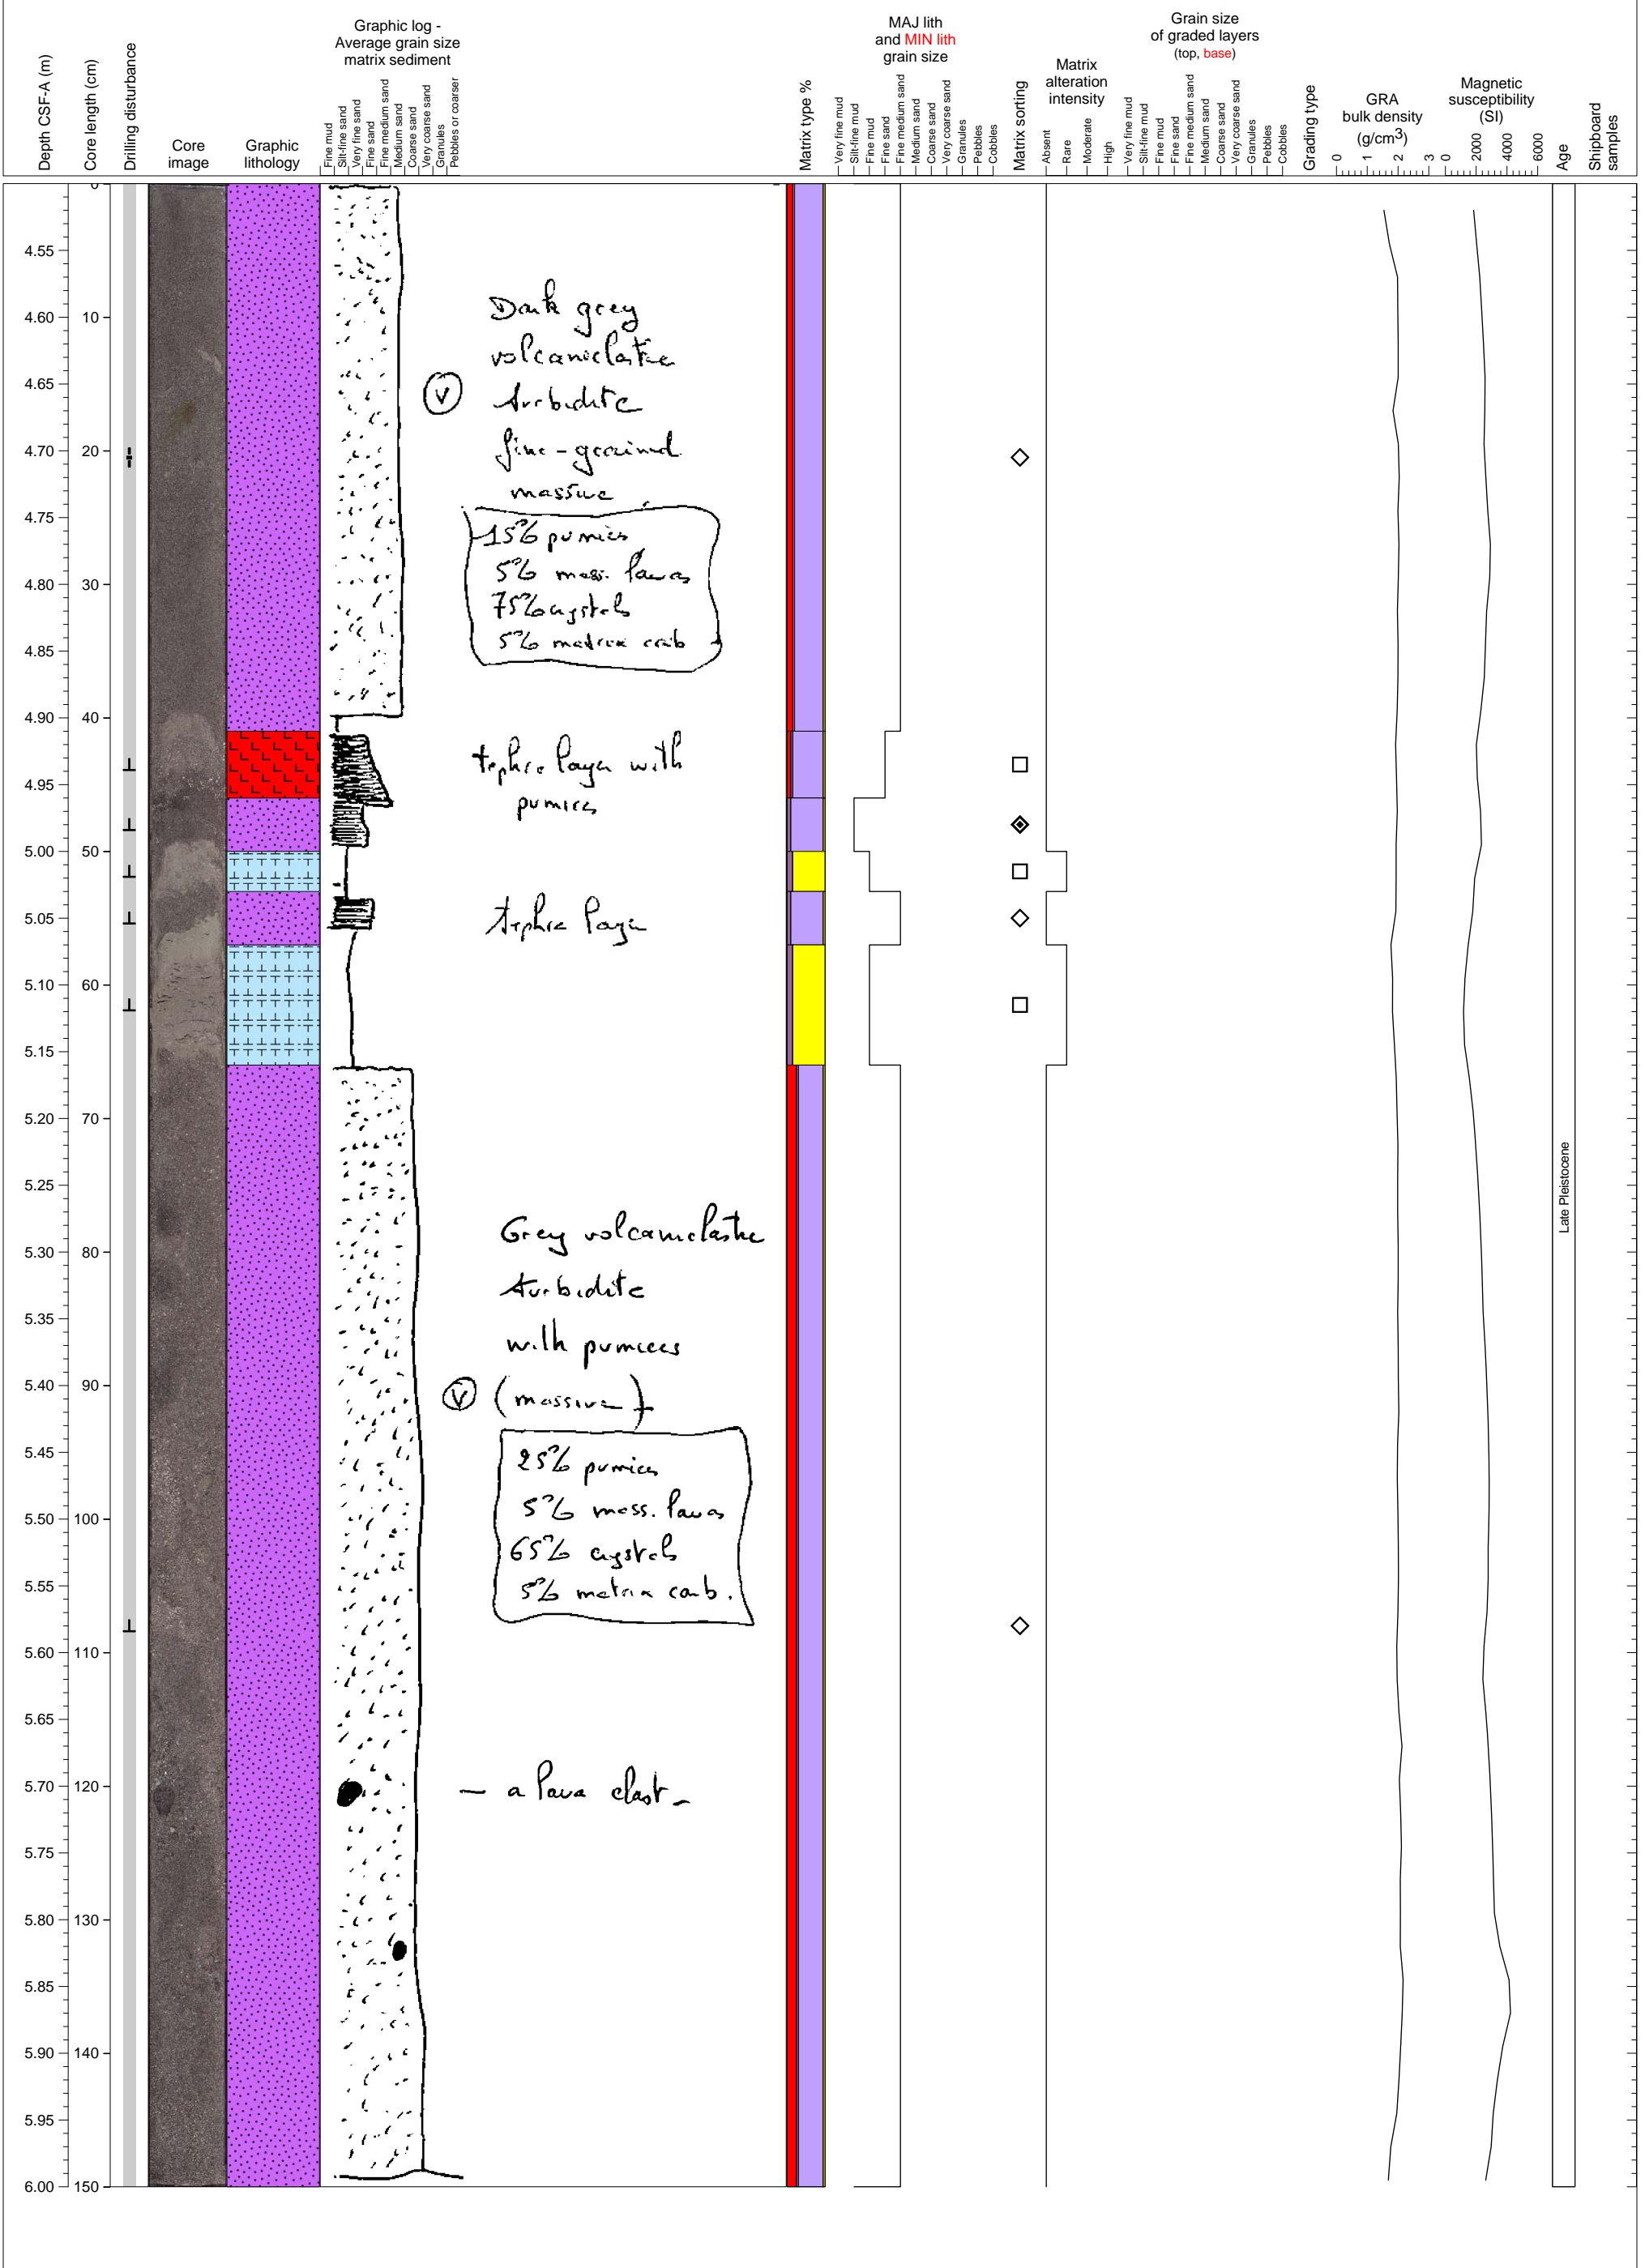 Depth CSF-A (m)
Core length (cm)
Drilling disturbance
Core
image
Graphic
lithology
Graphic log -
Average grain size
matrix sediment
Fine mud
Silt-fine sand
Very fine sand
Fine sand
Fine medium sand
Medium sand
Coarse sand
Very coarse sand
Granules
Pebbles or coarser
Matrix type %
MAJ lith
and MIN lith
grain size
Very fine mud
Silt-fine mud
Fine mud
Fine sand
Fine medium sand
Medium sand
Coarse sand
Very coarse sand
Granules
Pebbles
Cobbles
Matrix sorting
Matrix
alteration
intensity
Absent
Rare
Moderate
High
Grain size
of graded layers
(top, base)
Very fine mud
Silt-fine mud
Fine mud
Fine sand
Fine medium sand
Medium sand
Coarse sand
Very coarse sand
Granules
Pebbles
Cobbles
Grading type
GRA
bulk density
(g/cm3)
0 1 2 3
Magnetic
susceptibility
(SI)
0 2000 4000 6000
Age
Shipboard
samples
0
4.55
4.60 10
4.65
4.70 20
4.75
4.80 30
4.85
4.90 40
4.95
5.00 50
5.05
5.10 60
5.15
5.20 70
5.25
5.30 80
5.35
5.40 90
5.45
5.50 100
5.55
5.60 110
5.65
5.70 120
5.75
5.80 130
5.85
5.90 140
5.95
6.00 150
Dark grey
volcaniclastic
turbidite
fine-grained
massive
V
15% pumices
5% mass. lavas
75% crystals
5% matrix carb
tephra layer with
pumices
tephra layer
Grey volcaniclastic
turbidite
with pumices
V (massive)
25% pumices
5% mass. lavas
65% crystals
5% matrix carb.
- a lava clast -
Late Pleistocene